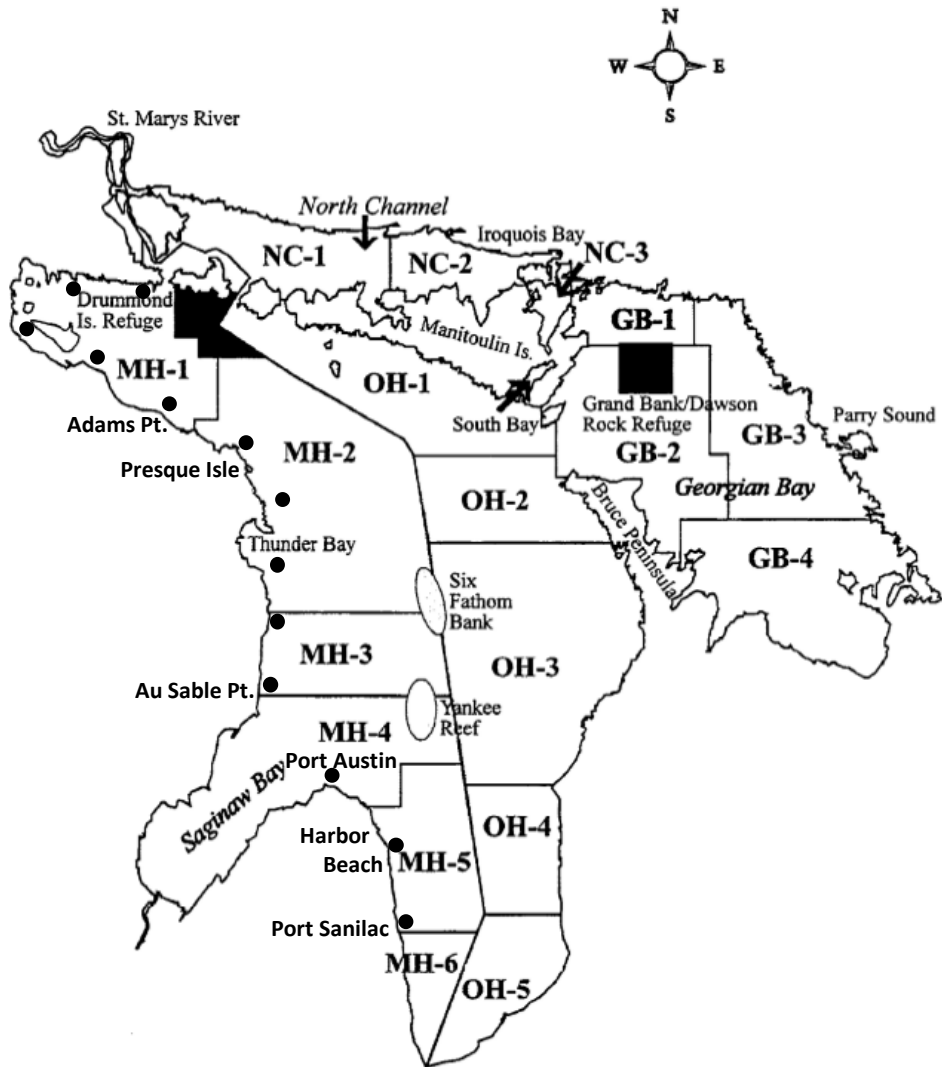 N
W E
S
St. Marys River
North Channel
Iroquois Bay
NC-1
NC-2
NC-3
Drummond
Is. Refuge
Manitoulin Is.
GB-1
MH-1
OH-1
Adams Pt.
South Bay
Grand Bank/Dawson
Rock Refuge
Parry Sound
Presque Isle
MH-2
GB-2
GB-3
OH-2
Georgian Bay
Bruce Peninsula
Thunder Bay
Six
Fathom
Bank
GB-4
MH-3
OH-3
Au Sable Pt.
Yankee
Reef
MH-4
Port Austin
Saginaw Bay
Harbor
Beach
MH-5
OH-4
Port Sanilac
MH-6
OH-5